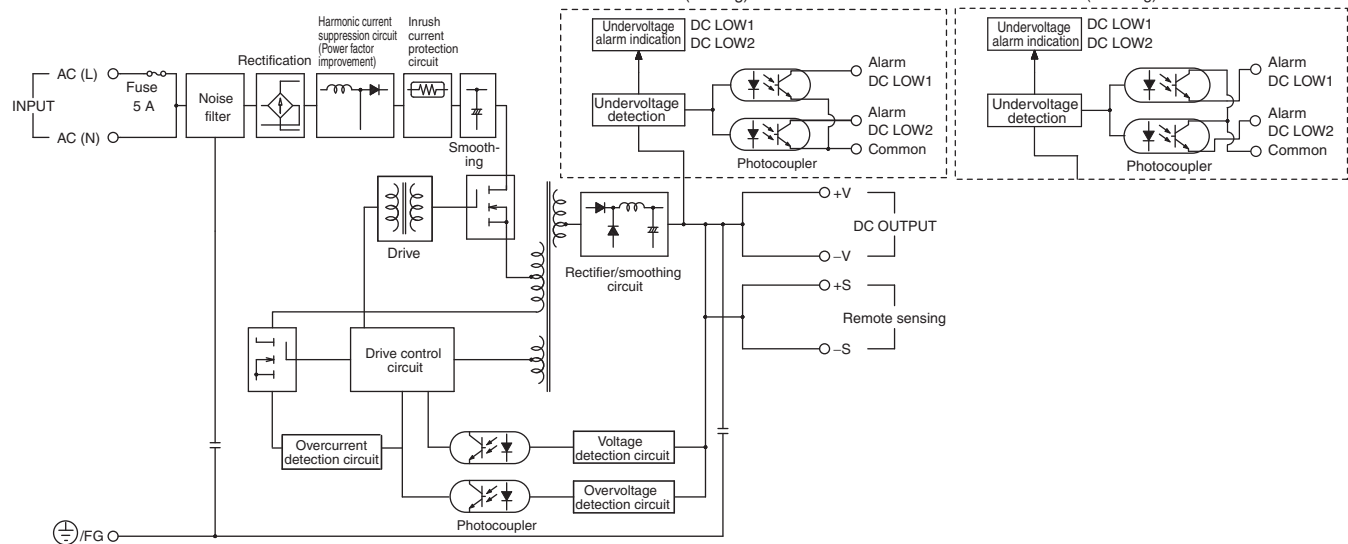 Harmonic current
suppression circuit
(Power factor
improvement)
Inrush
current
protection
circuit
Rectification
AC (L)
INPUT
Fuse
5 A
AC (N)
Noise
filter
Smooth-
ing
Undervoltage
alarm indication
DC LOW1
DC LOW2
Undervoltage
detection
Alarm
DC LOW1
Alarm
DC LOW2
Common
Photocoupler
Undervoltage
alarm indication
DC LOW1
DC LOW2
Undervoltage
detection
Alarm
DC LOW1
Alarm
DC LOW2
Common
Photocoupler
Drive
Rectifier/smoothing
circuit
+V
DC OUTPUT
–V
+S
Remote sensing
–S
Drive control
circuit
Overcurrent
detection circuit
Voltage
detection circuit
Overvoltage
detection circuit
Photocoupler
/FG